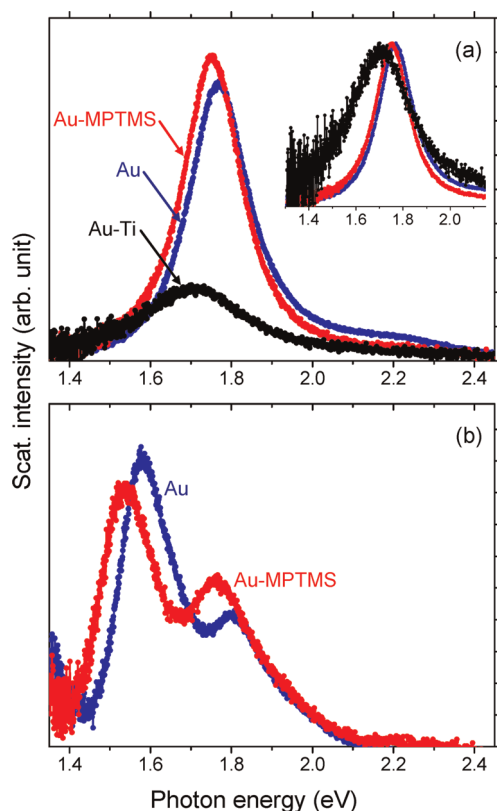 (a)
Au-MPTMS
Au
Au-Ti
1.4 1.6 1.8 2.0
1.4 1.6 1.8 2.0 2.2 2.4
Scat. intensity (arb. unit)
(b)
Au
Au-MPTMS
1.4 1.6 1.8 2.0 2.2 2.4
Photon energy (eV)